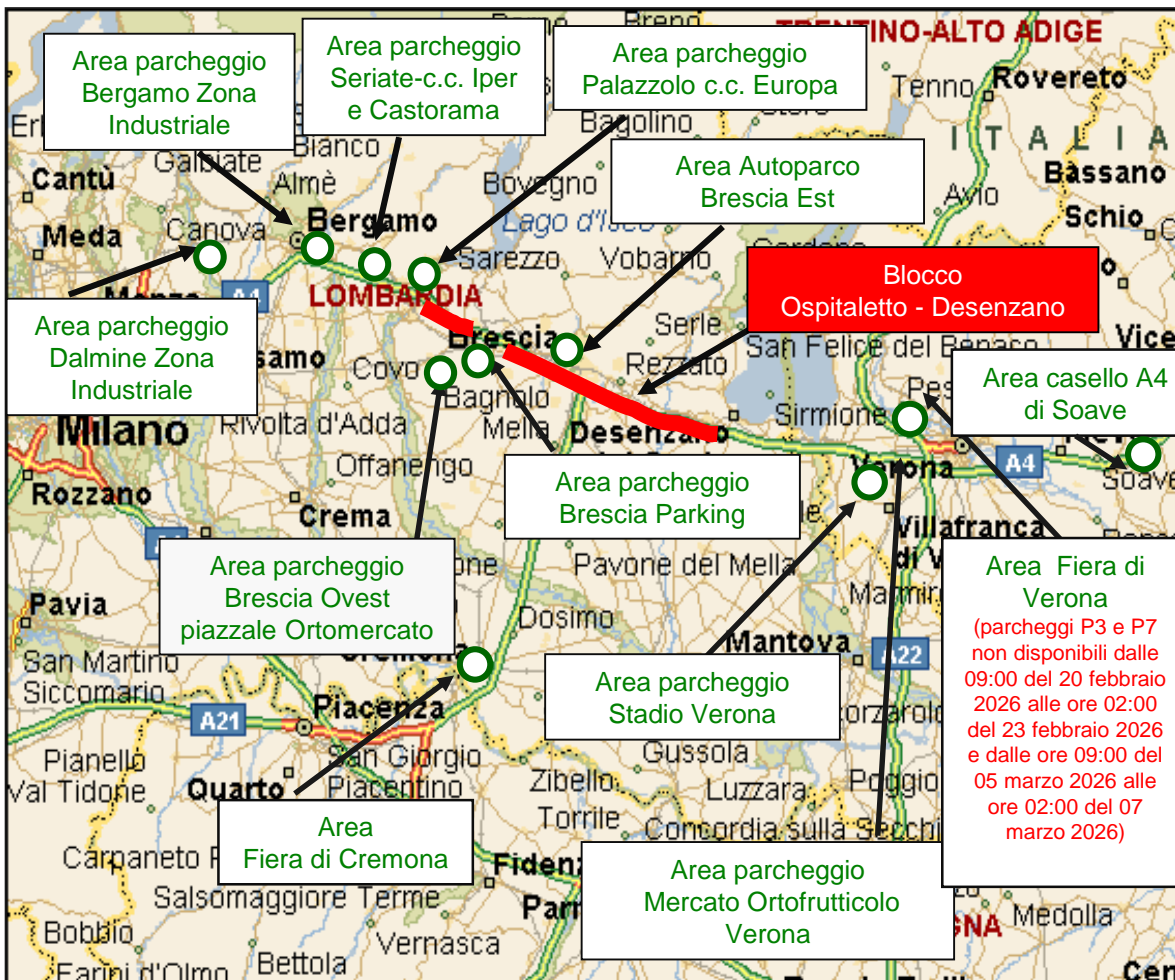 TRENTINO-ALTO ADIGE
Area parcheggio
Bergamo Zona
Industriale
Area parcheggio
Seriate-c.c. Iper
e Castorama
Area parcheggio
Palazzolo c.c. Europa
Tenno
Rovereto
ITALIA
Bagolino
Bianco
Galbiate
Cantù
Almè
Bovegno
Area Autoparco
Brescia Est
Bassano
Avio
Schio
Canova
Bergamo
Lago d'Iseo
Meda
Sarezzo
Vobarno
Blocco
Ospitaletto - Desenzano
A4
LOMBARDIA
Area parcheggio
Dalmine Zona
Industriale
Brescia
Serle
San Felice del Benaco
Covo
Rezzato
Area casello A4
di Soave
Bagnolo
Mella
Sirmione
Rivolta d'Adda
Milano
Desenzano
Offanengo
Verona
A4
Soave
Rozzano
Crema
Area parcheggio
Brescia Parking
Villafranca
Area parcheggio
Brescia Ovest
piazzale Ortomercato
Pavone del Mella
Area Fiera di
Verona
(parcheggi P3 e P7
non disponibili dalle
09:00 del 20 febbraio
2026 alle ore 02:00
del 23 febbraio 2026
e dalle ore 09:00 del
05 marzo 2026 alle
ore 02:00 del 07
marzo 2026)
Pavia
Dosimo
Mantova
A22
San Martino
Siccomario
Cremona
Area parcheggio
Stadio Verona
A21
Piacenza
Pianello
Val Tidone
San Giorgio
Piacentino
Gussola
Quarto
Zibello
Luzzara
Poggio
Torrile
Concordia sulla Secchi
Area
Fiera di Cremona
Carpaneto
Area parcheggio
Mercato Ortofrutticolo
Verona
Salsomaggiore Terme
Medolla
Bobbio
Vernasca
Farini d'Olmo
Bettola